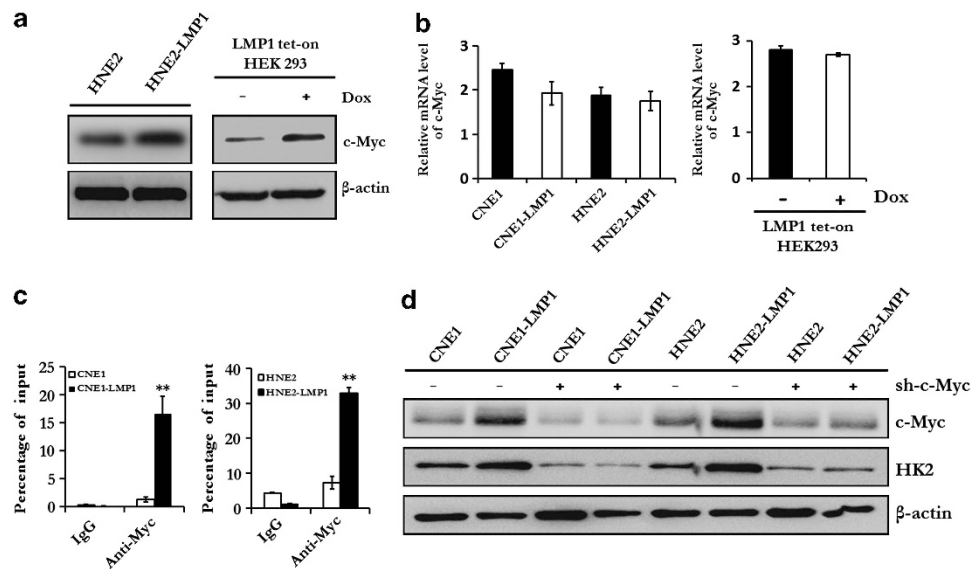 a
HNE2
HNE2-LMP1
LMP1 tet-on
HEK 293
- + Dox
c-Myc
β-actin
b
Relative mRNA level
of c-Myc
3
2
1
0
CNE1
CNE1-LMP1
HNE2
HNE2-LMP1
Relative mRNA level
of c-Myc
3
2
1
0
- + Dox
LMP1 tet-on
HEK293
c
Percentage of input
25
20
15
10
5
0
CNE1
CNE1-LMP1
**
IgG
Anti-Myc
Percentage of input
40
30
20
10
0
HNE2
HNE2-LMP1
**
IgG
Anti-Myc
d
CNE1
CNE1-LMP1
CNE1
CNE1-LMP1
HNE2
HNE2-LMP1
HNE2
HNE2-LMP1
- - + + - - + + sh-c-Myc
c-Myc
HK2
β-actin